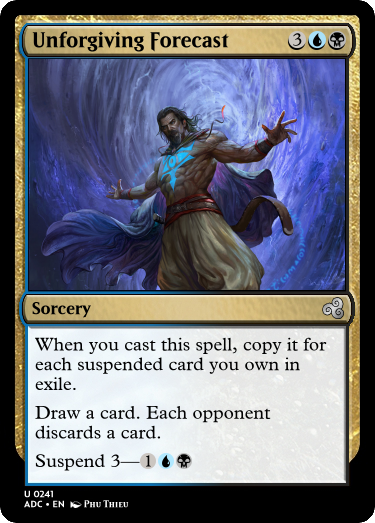 Unforgiving Forecast 3
Sorcery
When you cast this spell, copy it for
each suspended card you own in
exile.
Draw a card. Each opponent
discards a card.
Suspend 3—1
U 0241
ADC • EN Phu Thieu